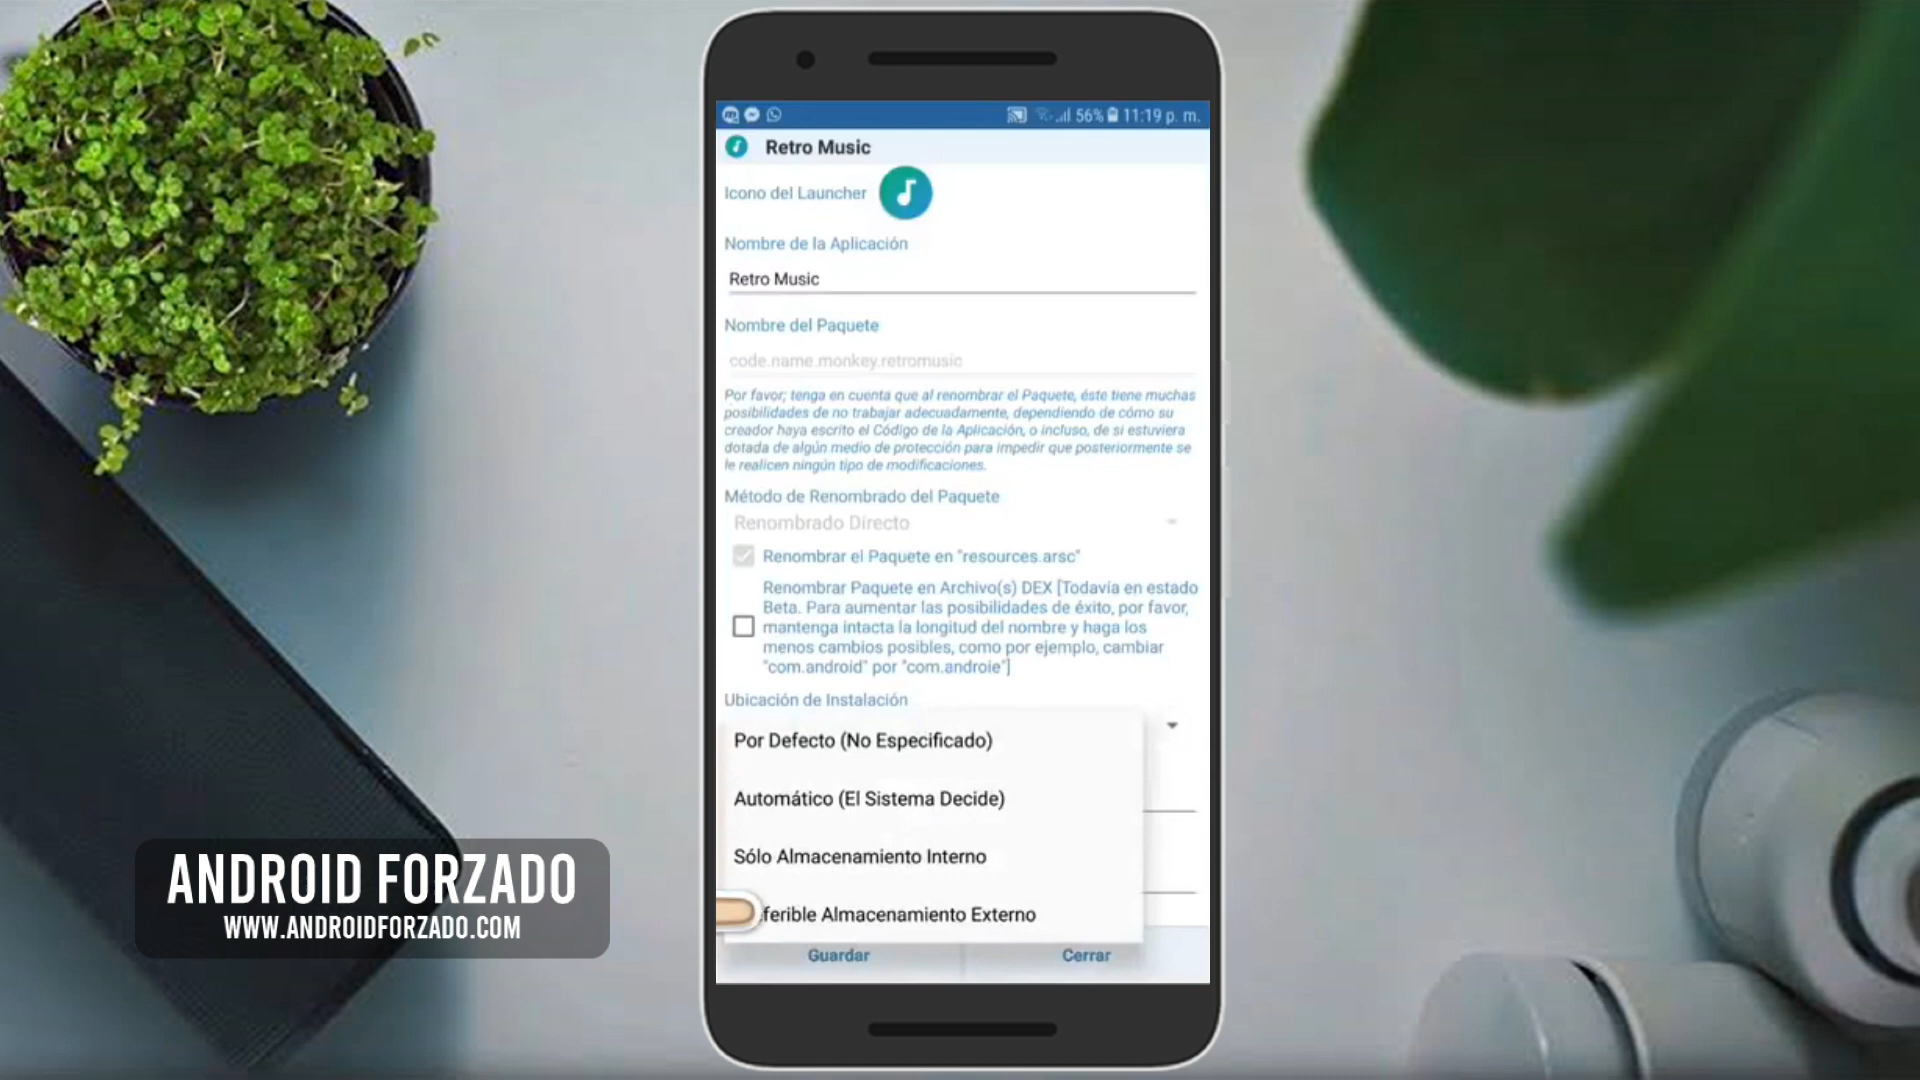 56% 11:19 p. m.
Retro Music
Icono del Launcher
Nombre de la Aplicación
Retro Music
Nombre del Paquete
code.name.monkey.retromusic
Por favor; tenga en cuenta que al renombrar el Paquete, éste tiene muchas
posibilidades de no trabajar adecuadamente, dependiendo de cómo su
creador haya escrito el Código de la Aplicación, o incluso, de si estuviera
dotada de algún medio de protección para impedir que posteriormente se
le realicen ningún tipo de modificaciones.
Método de Renombrado del Paquete
Renombrado Directo
Renombrar el Paquete en "resources.arsc"
Renombrar Paquete en Archivo(s) DEX [Todavía en estado
Beta. Para aumentar las posibilidades de éxito, por favor,
mantenga intacta la longitud del nombre y haga los
menos cambios posibles, como por ejemplo, cambiar
"com.android" por "com.androie"]
Ubicación de Instalación
Por Defecto (No Especificado)
Automático (El Sistema Decide)
Sólo Almacenamiento Interno
ferible Almacenamiento Externo
Guardar Cerrar
ANDROID FORZADO
WWW.ANDROIDFORZADO.COM